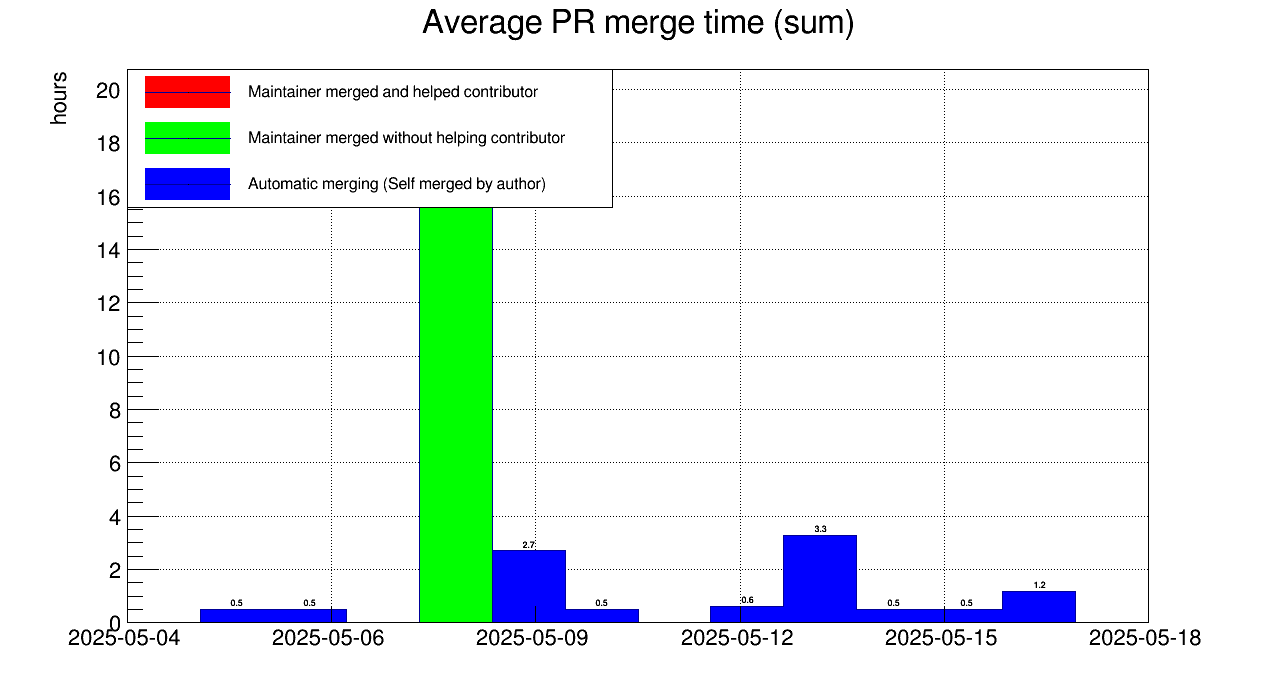 Average PR merge time (sum)
hours
Maintainer merged and helped contributor
Maintainer merged without helping contributor
Automatic merging (Self merged by author)
20
18
16
14
12
10
8
6
4
2
0
0.5 0.5 2.7 0.5 0.6 3.3 0.5 0.5 1.2
2025-05-04 2025-05-06 2025-05-09 2025-05-12 2025-05-15 2025-05-18